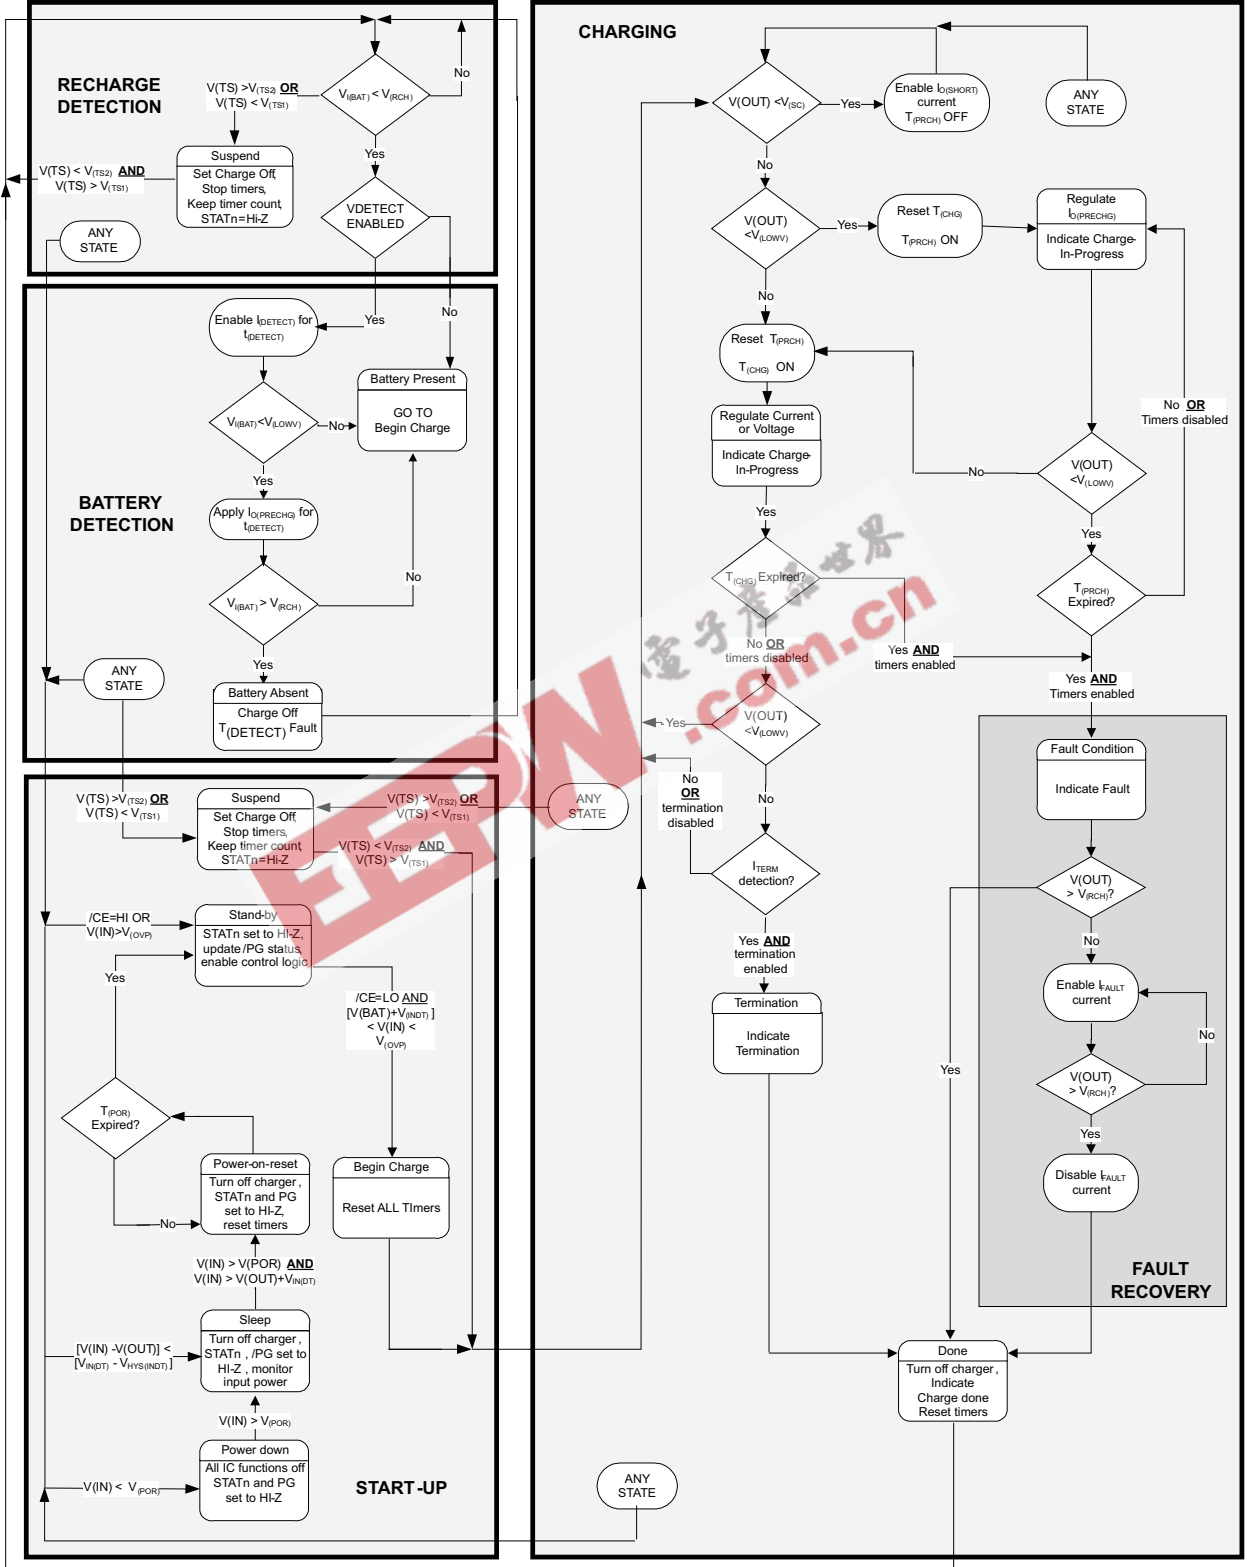 RECHARGE
DETECTION
V(TS) >V(TS2) OR
V(TS) < V(TS1)
VI(BAT) < V(RCH)
No
Yes
Suspend
Set Charge Off,
Stop timers,
Keep timer count,
STATn=Hi-Z
V(TS) < V(TS2) AND
V(TS) > V(TS1)
VDETECT
ENABLED
ANY
STATE
No
Yes
BATTERY
DETECTION
Enable I(DETECT) for
t(DETECT)
Battery Present
GO TO
Begin Charge
VI(BAT)<V(LOWV)
No
Yes
Apply IO(PRECHG) for
t(DETECT)
No
VI(BAT) > V(RCH)
Yes
Battery Absent
Charge Off
T(DETECT) Fault
ANY
STATE
V(TS) >V(TS2) OR
V(TS) < V(TS1)
Suspend
Set Charge Off,
Stop timers,
Keep timer count,
STATn=Hi-Z
V(TS) >V(TS2) OR
V(TS) < V(TS1)
ANY
STATE
V(TS) < V(TS2) AND
V(TS) > V(TS1)
/CE=HI OR
V(IN)>V(OVP)
Stand-by
STATn set to HI-Z,
update /PG status,
enable control logic
Yes
/CE=LO AND
[V(BAT)+V(INDT) ]
< V(IN) <
V(OVP)
T(POR)
Expired?
No
Power-on-reset
Turn off charger ,
STATn and PG
set to HI-Z,
reset timers
Begin Charge
Reset ALL TImers
V(IN) > V(POR) AND
V(IN) > V(OUT)+VIN(DT)
Sleep
Turn off charger ,
STATn , /PG set to
HI-Z , monitor
input power
[V(IN) -V(OUT)] <
[VIN(DT) - VHYS(INDT) ]
V(IN) > V(POR)
Power down
All IC functions off
STATn and PG
set to HI-Z
V(IN) < V(POR)
START-UP
CHARGING
V(OUT) <V(SC)
Yes
Enable IO(SHORT)
current
T(PRCH) OFF
ANY
STATE
No
V(OUT)
<V(LOWV)
Yes
Reset T(CHG)
T(PRCH) ON
Regulate
IO(PRECHG)
Indicate Charge-
In-Progress
No
Reset T(PRCH)
T(CHG) ON
Regulate Current
or Voltage
Indicate Charge-
In-Progress
No OR
Timers disabled
V(OUT)
<V(LOWV)
No
Yes
Yes
T(CHG) Expired?
T(PRCH)
Expired?
No OR
timers disabled
Yes AND
timers enabled
Yes AND
Timers enabled
V(OUT)
<V(LOWV)
Yes
No
OR
termination
disabled
No
ITERM
detection?
Yes AND
termination
enabled
Termination
Indicate
Termination
Fault Condition
Indicate Fault
V(OUT)
> V(RCH)?
No
Yes
Enable IFAULT
current
No
V(OUT)
> V(RCH)?
Yes
Disable IFAULT
current
FAULT
RECOVERY
Done
Turn off charger ,
Indicate
Charge done
Reset timers
ANY
STATE
EEPW.com.cn
電子産品世界